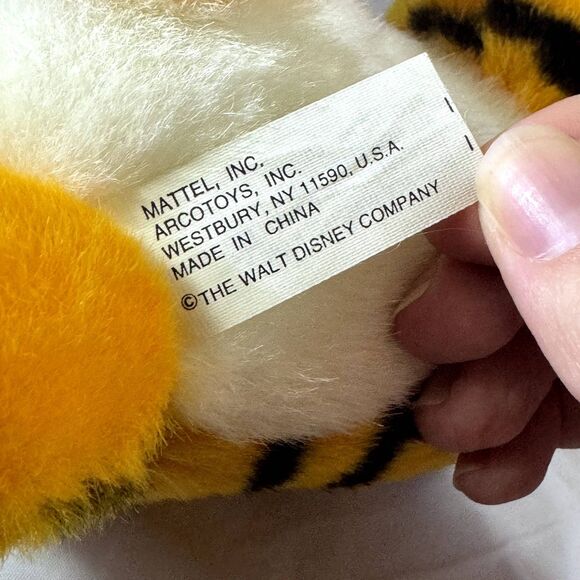 MATTEL, INC.
ARCOTOYS, INC.
WESTBURY, NY 11590, U.S.A.
MADE IN CHINA
©THE WALT DISNEY COMPANY